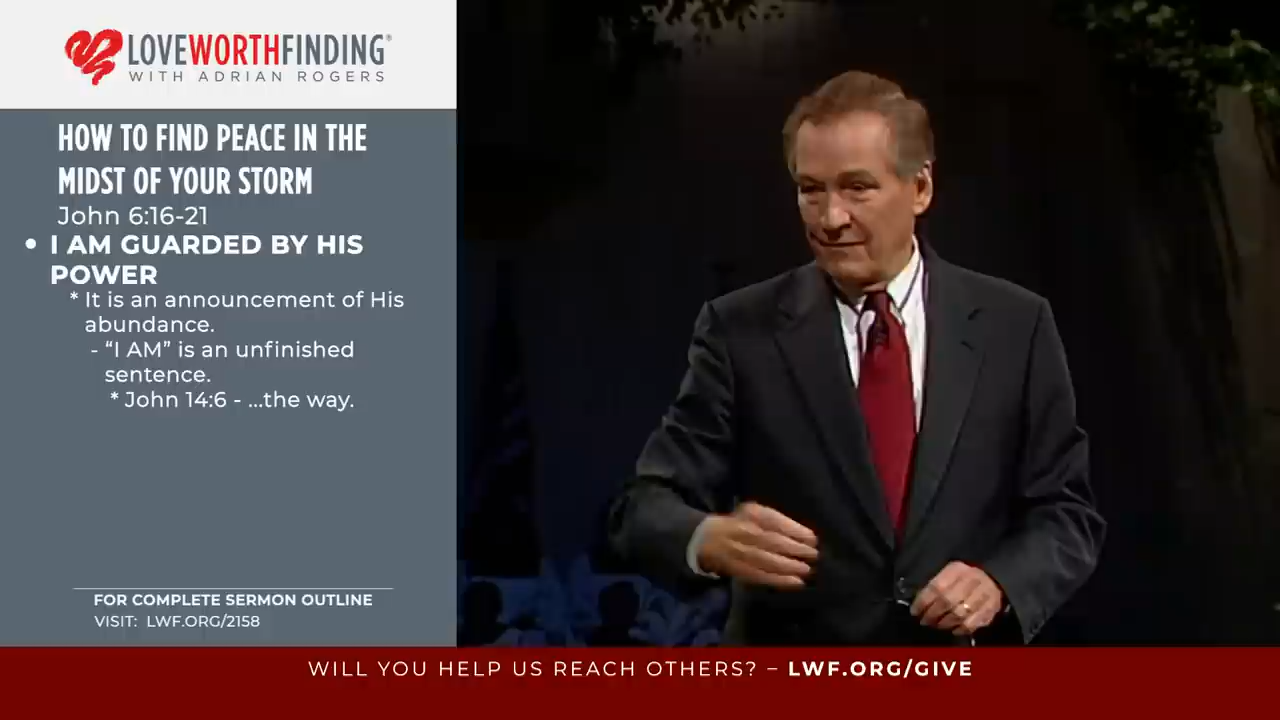 LOVEWORTHFINDING®
WITH ADRIAN ROGERS
HOW TO FIND PEACE IN THE
MIDST OF YOUR STORM
John 6:16-21
• I AM GUARDED BY HIS
POWER
* It is an announcement of His
abundance.
- “I AM” is an unfinished
sentence.
* John 14:6 - ...the way.
FOR COMPLETE SERMON OUTLINE
VISIT: LWF.ORG/2158
WILL YOU HELP US REACH OTHERS? – LWF.ORG/GIVE